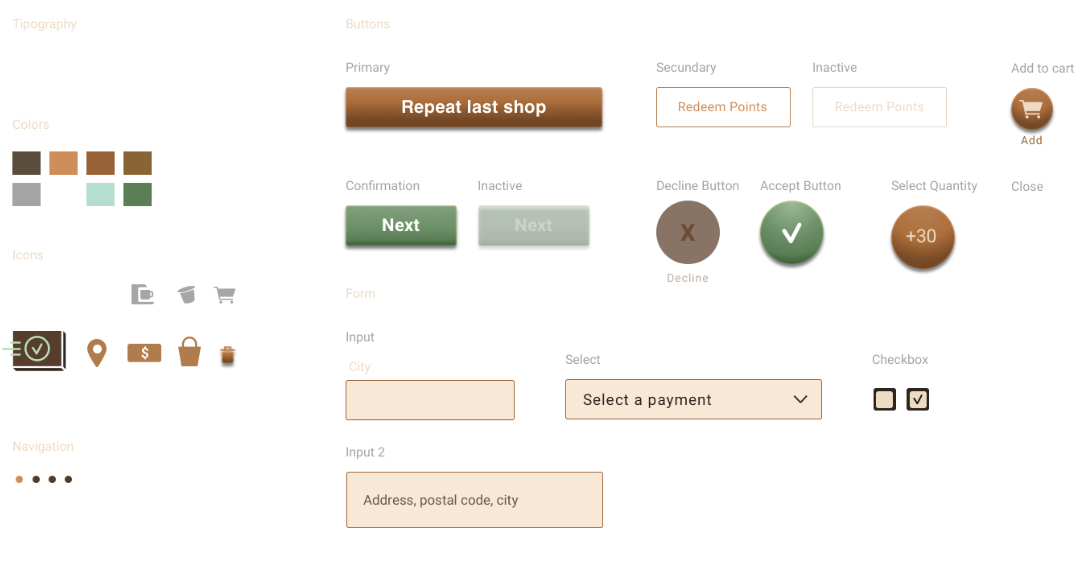 Tipography
Colors
Icons
$
Navigation
Buttons
Primary
Secundary
Inactive
Add to cart
Repeat last shop
Redeem Points
Redeem Points
Add
Confirmation
Inactive
Decline Button
Accept Button
Select Quantity
Close
Next
Next
X
+30
Decline
Form
Input
City
Select
Checkbox
Select a payment
Input 2
Address, postal code, city